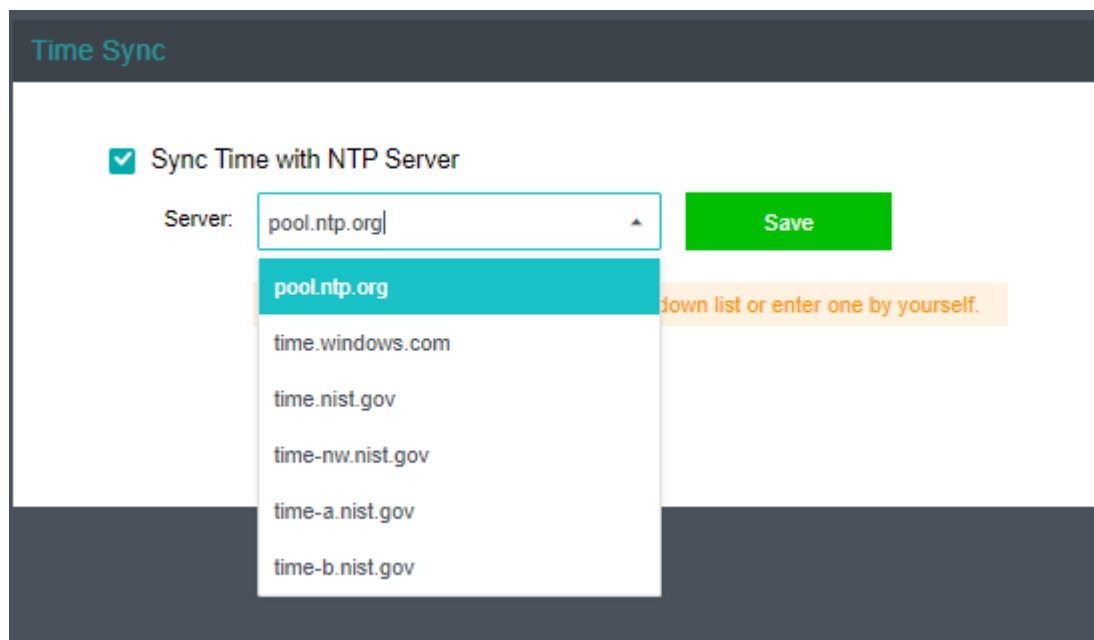 Time Sync
Sync Time with NTP Server
Server: pool.ntp.org Save
pool.ntp.org
down list or enter one by yourself.
time.windows.com
time.nist.gov
time-nw.nist.gov
time-a.nist.gov
time-b.nist.gov